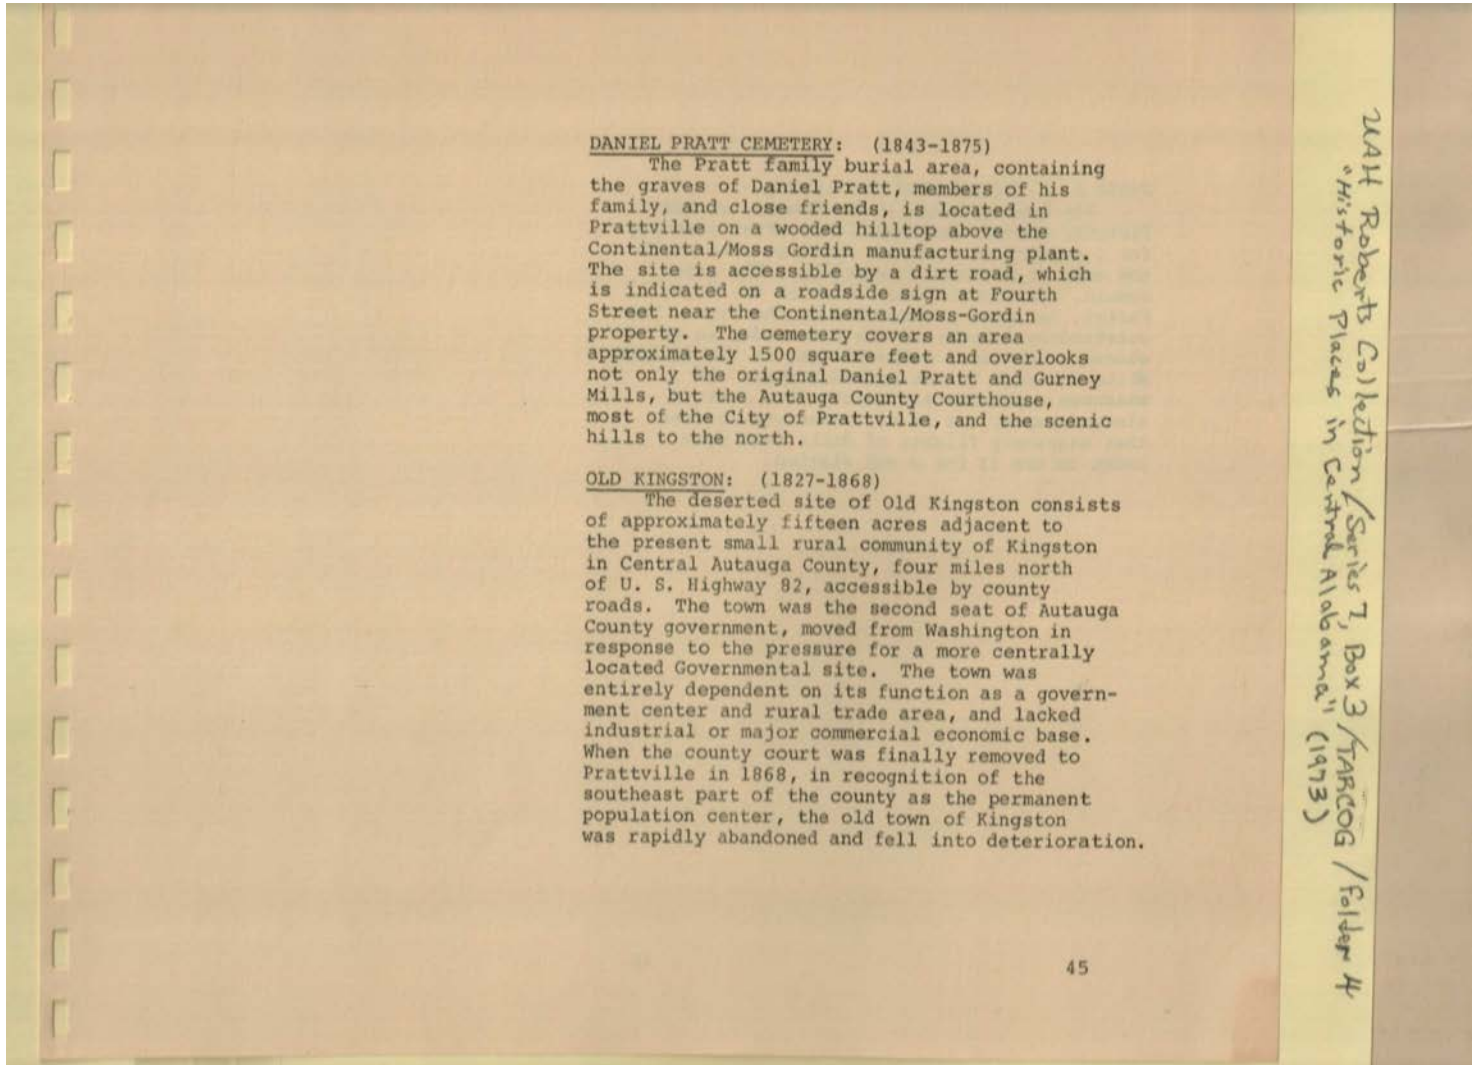 DANIEL PRATT CEMETERY: (1843-1875)
The Pratt family burial area, containing
the graves of Daniel Pratt, members of his
family, and close friends, is located in
Prattville on a wooded hilltop above the
Continental/Moss Gordin manufacturing plant.
The site is accessible by a dirt road, which
is indicated on a roadside sign at Fourth
Street near the Continental/Moss-Gordin
property. The cemetery covers an area
approximately 1500 square feet and overlooks
not only the original Daniel Pratt and Gurney
Mills, but the Autauga County Courthouse,
most of the City of Prattville, and the scenic
hills to the north.
OLD KINGSTON: (1827-1868)
The deserted site of Old Kingston consists
of approximately fifteen acres adjacent to
the present small rural community of Kingston
in Central Autauga County, four miles north
of U. S. Highway 82, accessible by county
roads. The town was the second seat of Autauga
County government, moved from Washington in
response to the pressure for a more centrally
located Governmental site. The town was
entirely dependent on its function as a govern-
ment center and rural trade area, and lacked
industrial or major commercial economic base.
When the county court was finally removed to
Prattville in 1868, in recognition of the
southeast part of the county as the permanent
population center, the old town of Kingston
was rapidly abandoned and fell into deterioration.
45
UAH Roberts Collection/Series 7, Box 3/TARCOG/folder 4
"Historic Places in Central Alabama" (1973)